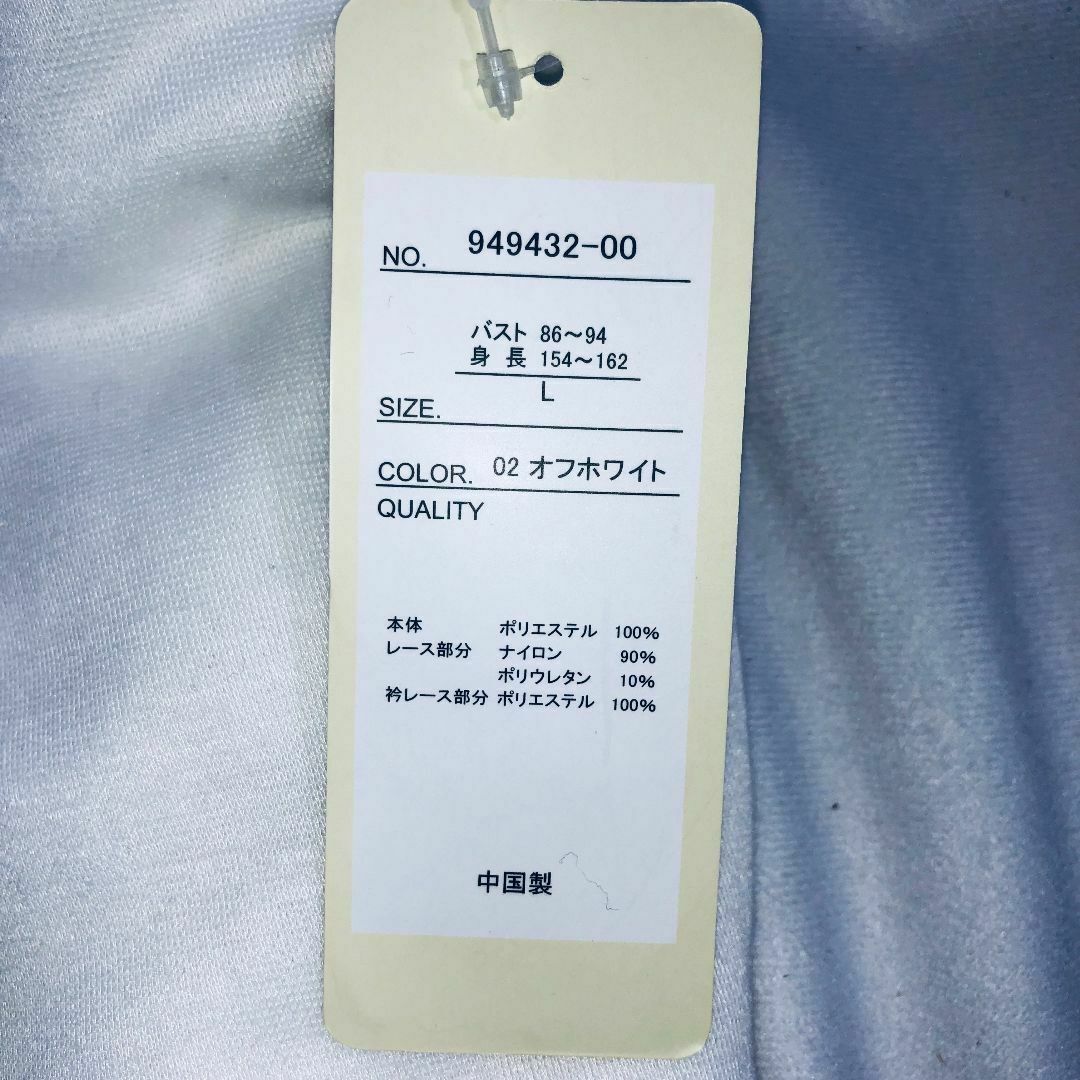 NO. 949432-00
バスト 86～94
身長 154～162
L
SIZE.
COLOR. 02 オフホワイト
QUALITY
本体 ポリエステル 100%
レース部分 ナイロン 90%
ポリウレタン 10%
衿レース部分 ポリエステル 100%
中国製